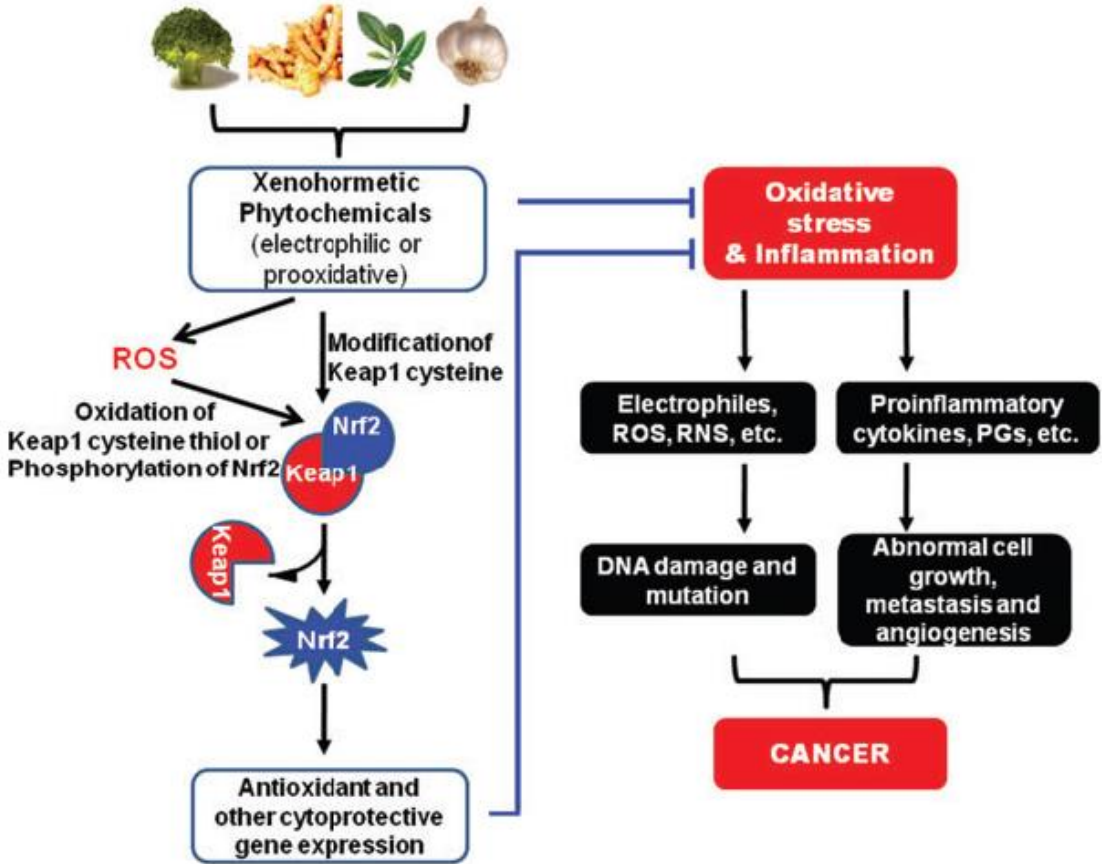 Xenohormetic
Phytochemicals
(electrophilic or
prooxidative)
ROS
Modificationof
Keap1 cysteine
Oxidation of
Keap1 cysteine thiol or
Phosphorylation of Nrf2
Nrf2
Keap1
Keap1
Nrf2
Antioxidant and
other cytoprotective
gene expression
Oxidative
stress
& Inflammation
Electrophiles,
ROS, RNS, etc.
Proinflammatory
cytokines, PGs, etc.
DNA damage and
mutation
Abnormal cell
growth,
metastasis and
angiogenesis
CANCER